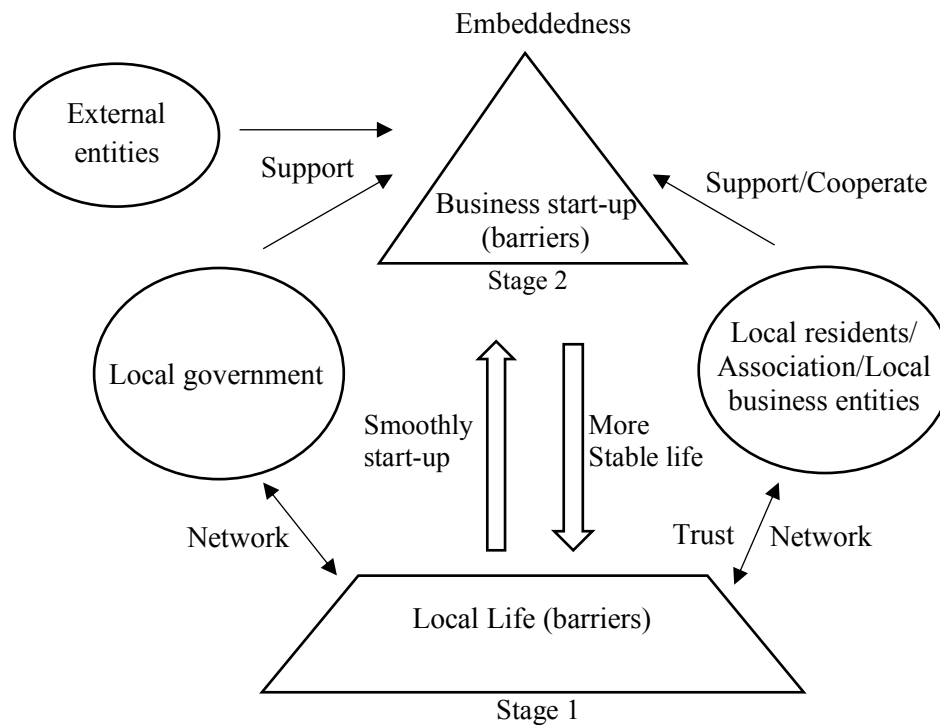 Embeddedness
External
entities
Support
Support/Cooperate
Business start-up
(barriers)
Stage 2
Local government
Local residents/
Association/Local
business entities
Smoothly
start-up
More
Stable life
Network
Trust
Network
Local Life (barriers)
Stage 1